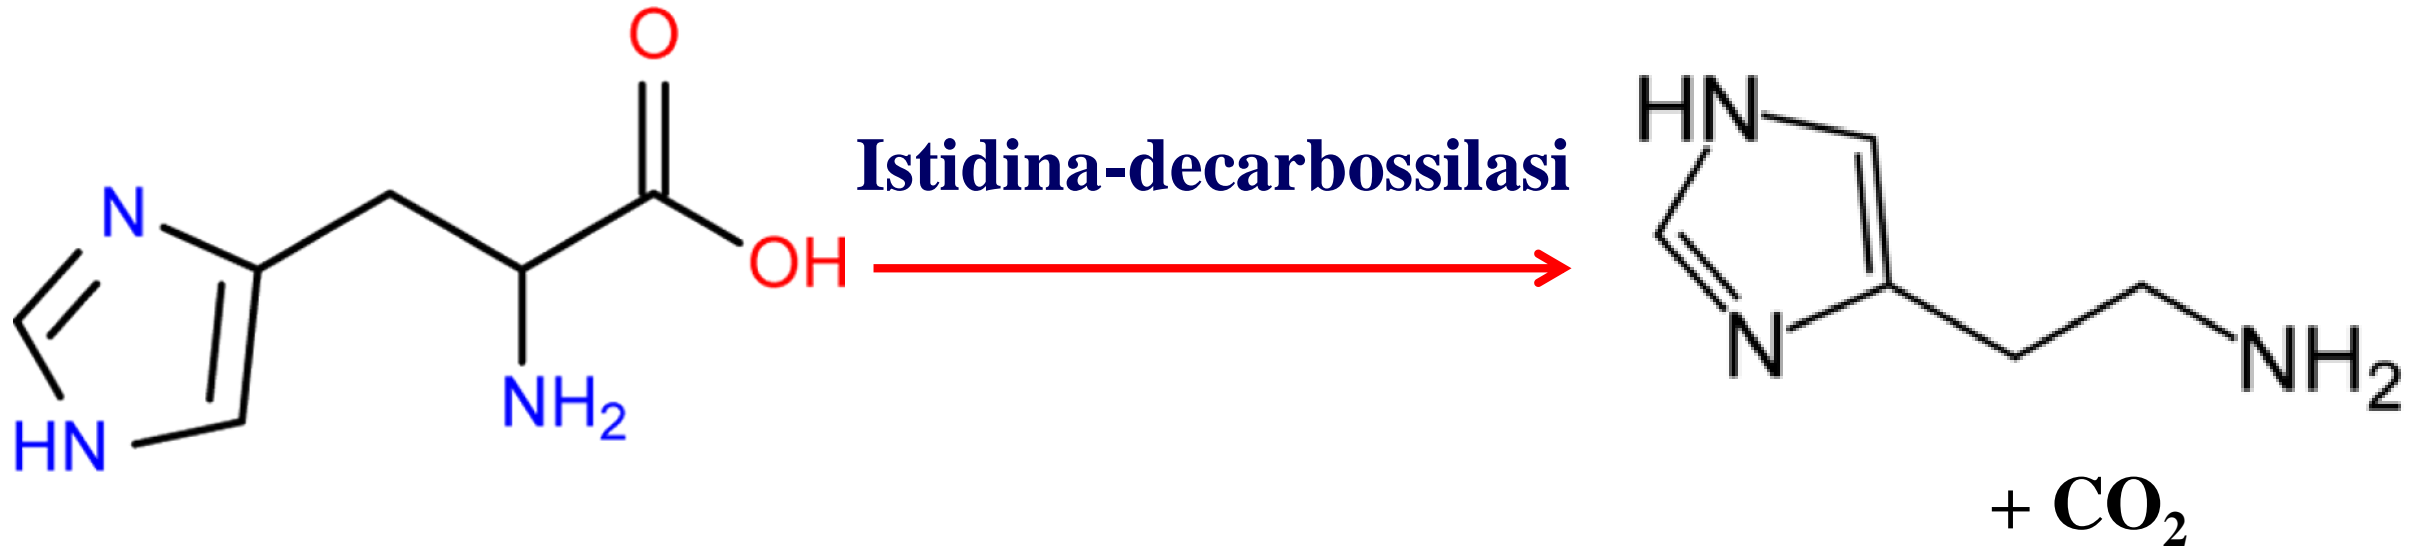 O
N
OH
NH2
HN
Istidina-decarbossilasi
HN
N
NH2
+ CO2